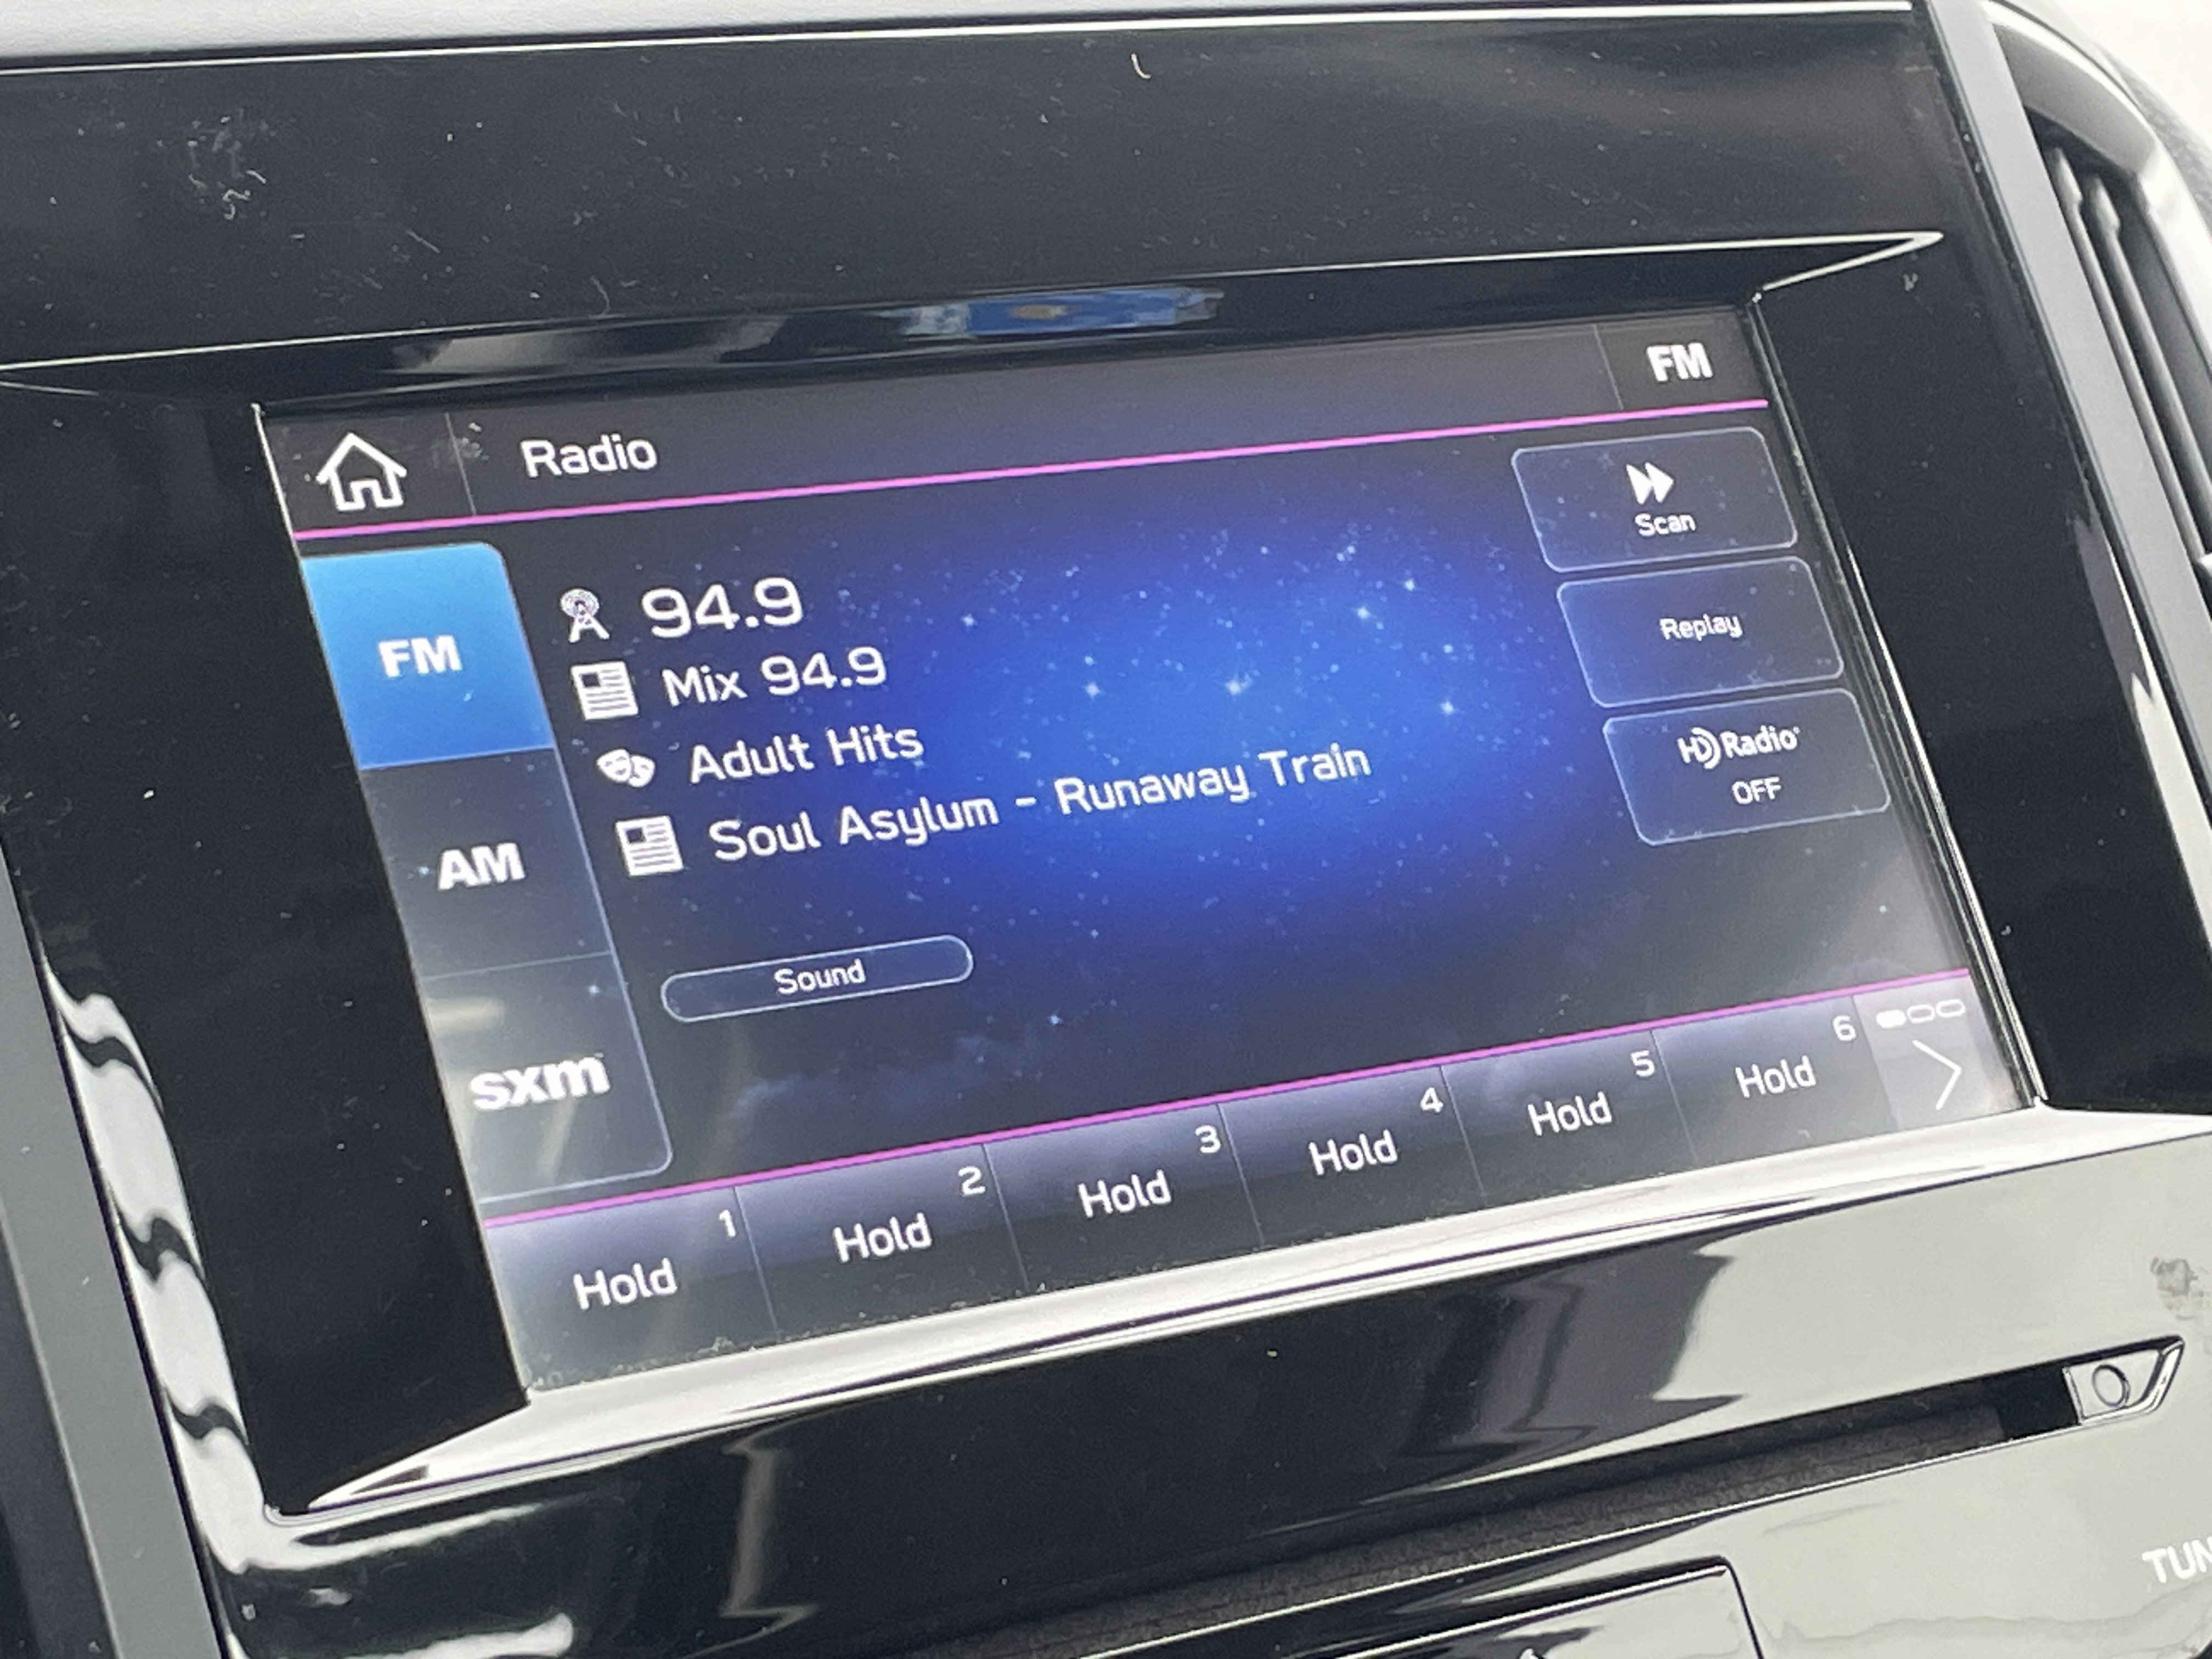 Radio
FM
FM
AM
sxm
94.9
Mix 94.9
Adult Hits
Soul Asylum - Runaway Train
Sound
Scan
Replay
HD Radio
OFF
1
Hold
2
Hold
3
Hold
4
Hold
5
Hold
6
Hold
TUN